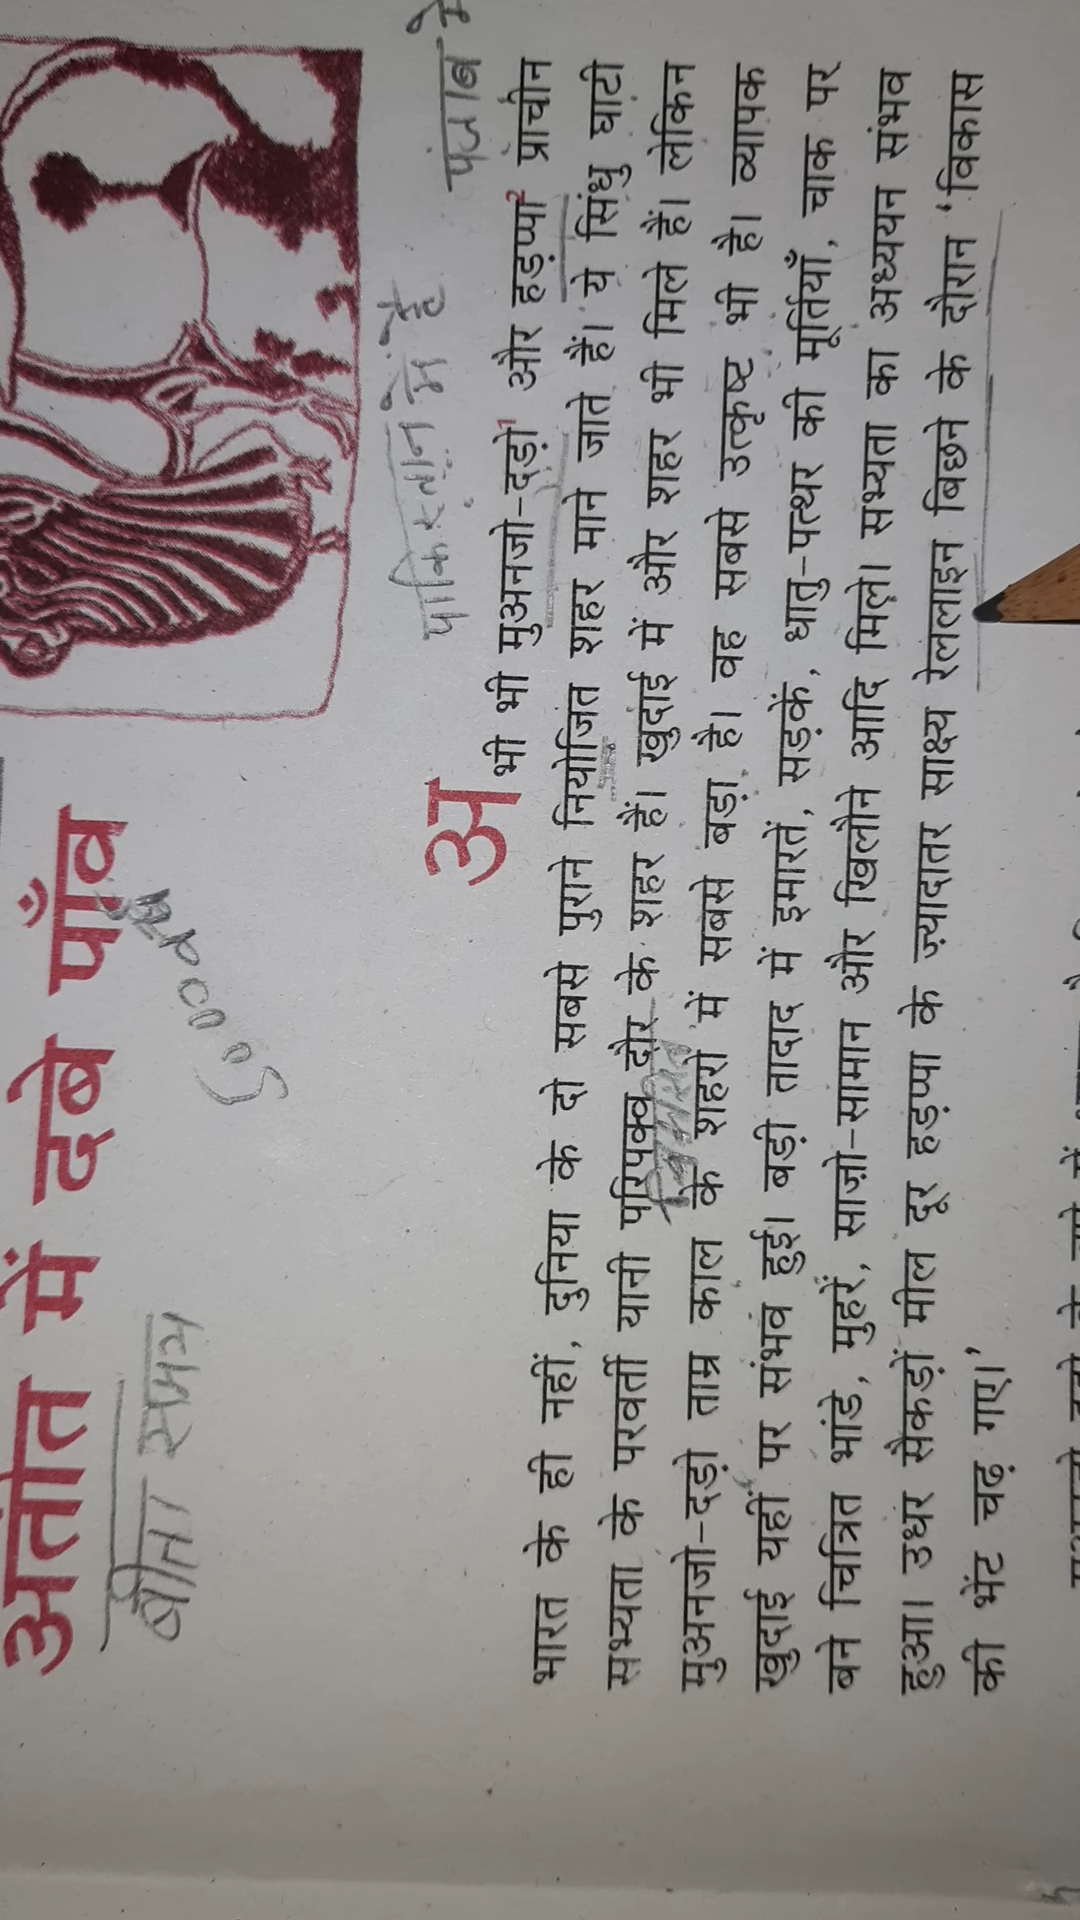 अतीत में दबे पाँव
बीता समय
5000 वर्ष
पाकिस्तान में है
पंजाब में
अभी भी मुअनजो-दड़ो¹ और हड़प्पा² प्राचीन
भारत के ही नहीं, दुनिया के दो सबसे पुराने नियोजित शहर माने जाते हैं। ये सिंधु घाटी
सभ्यता के परवर्ती यानी परिपक्व दौर के शहर हैं। खुदाई में और शहर भी मिले हैं। लेकिन
मुअनजो-दड़ो ताम्र काल के शहरों में सबसे बड़ा है। वह सबसे उत्कृष्ट भी है। व्यापक
खुदाई यहीं पर संभव हुई। बड़ी तादाद में इमारतें, सड़कें, धातु-पत्थर की मूर्तियाँ, चाक पर
बने चित्रित भांडे, मुहरें, साज़ो-सामान और खिलौने आदि मिले। सभ्यता का अध्ययन संभव
हुआ। उधर सैकड़ों मील दूर हड़प्पा के ज़्यादातर साक्ष्य रेललाइन बिछने के दौरान 'विकास
की भेंट चढ़ गए।'